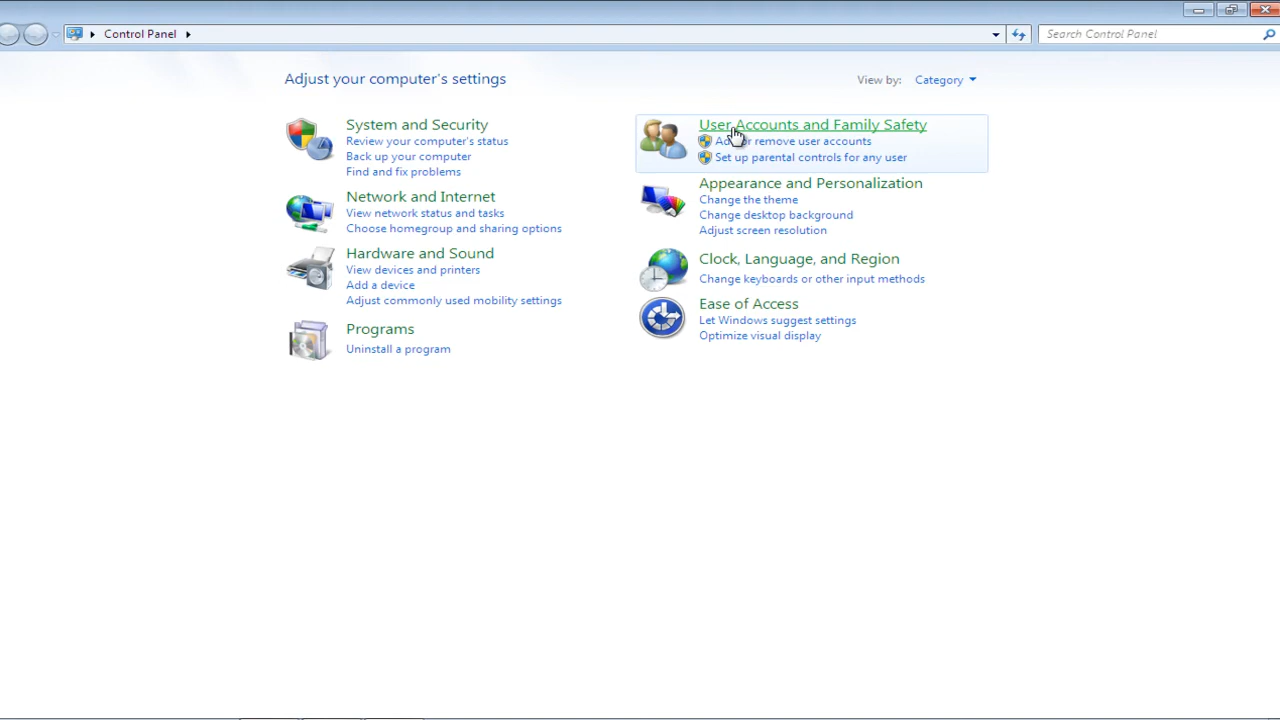 Control Panel
Search Control Panel
Adjust your computer's settings
View by: Category
System and Security
Review your computer's status
Back up your computer
Find and fix problems
Network and Internet
View network status and tasks
Choose homegroup and sharing options
Hardware and Sound
View devices and printers
Add a device
Adjust commonly used mobility settings
Programs
Uninstall a program
User Accounts and Family Safety
remove user accounts
Set up parental controls for any user
Appearance and Personalization
Change the theme
Change desktop background
Adjust screen resolution
Clock, Language, and Region
Change keyboards or other input methods
Ease of Access
Let Windows suggest settings
Optimize visual display